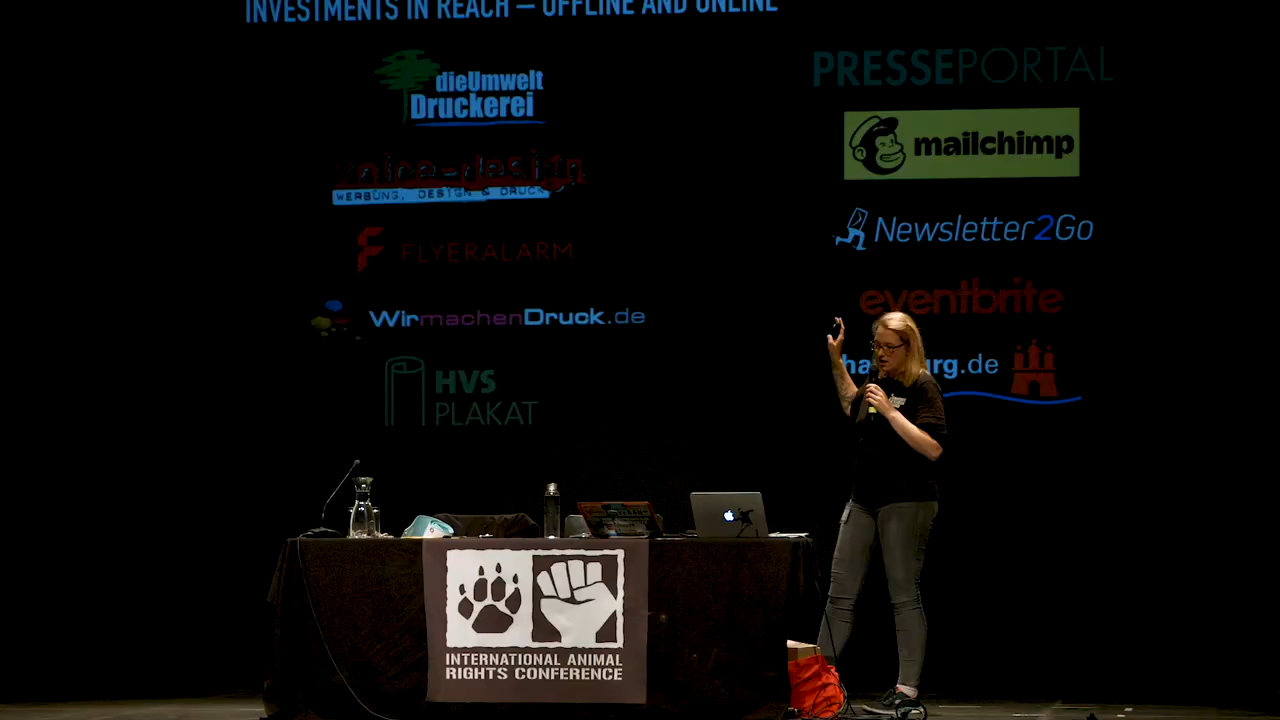 INVESTMENTS IN REACH — OFFLINE AND ONLINE
dieUmwelt
Druckerei
WERBUNG, DESIGN & DRUCK
FLYERALARM
WirmachenDruck.de
HVS
PLAKAT
PRESSEPORTAL
mailchimp
Newsletter2Go
eventbrite
.de
INTERNATIONAL ANIMAL
RIGHTS CONFERENCE